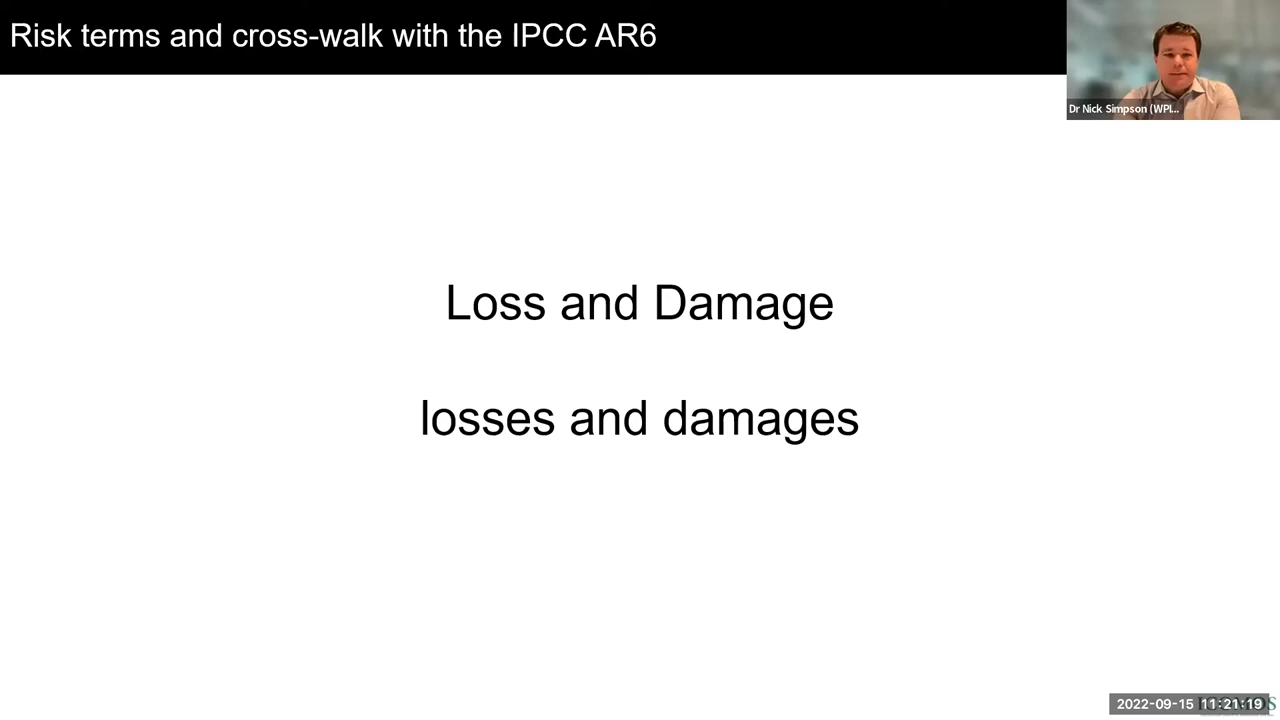 Risk terms and cross-walk with the IPCC AR6
Dr Nick Simpson (WPI...
Loss and Damage
losses and damages
2022-09-15 11:21:19